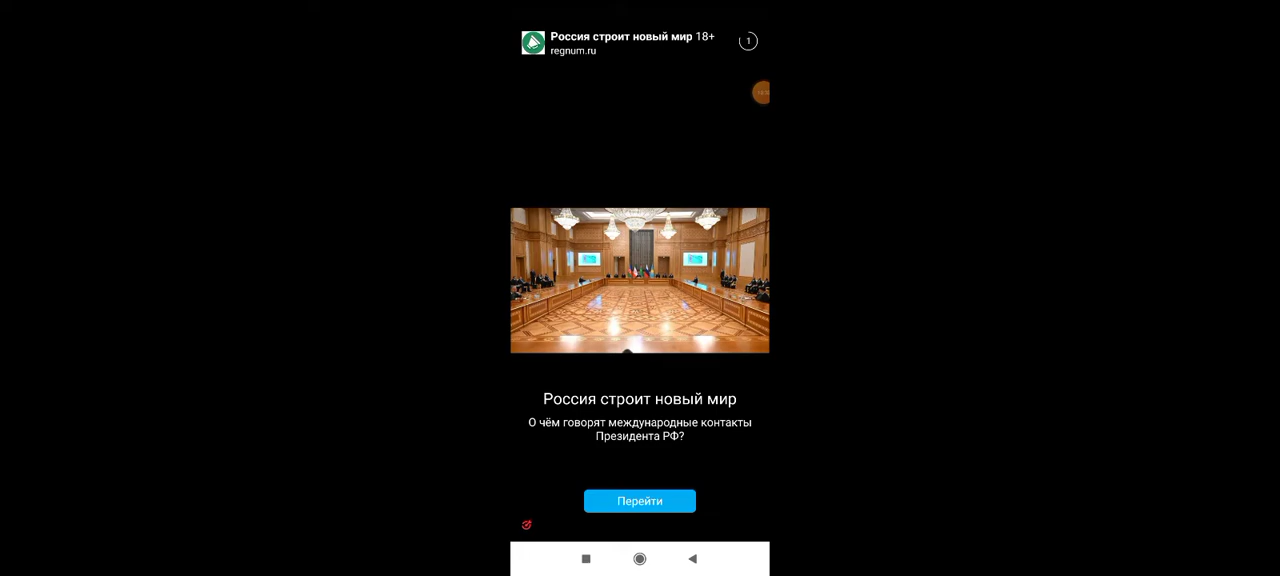 Россия строит новый мир 18+
regnum.ru
1
Россия строит новый мир
О чём говорят международные контакты
Президента РФ?
Перейти